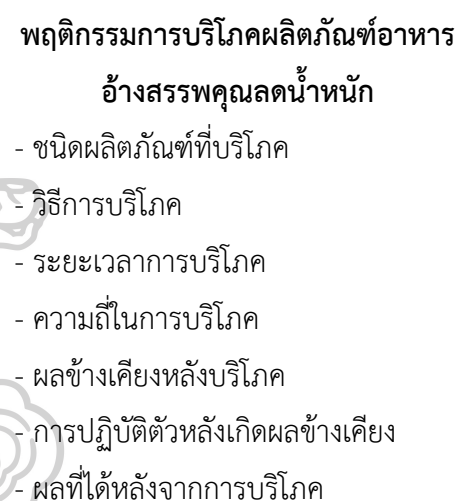 พฤติกรรมการบริโภคผลิตภัณฑ์อาหาร
อ้างสรรพคุณลดน้ำหนัก
- ชนิดผลิตภัณฑ์ที่บริโภค
- วิธีการบริโภค
- ระยะเวลาการบริโภค
- ความถี่ในการบริโภค
- ผลข้างเคียงหลังบริโภค
- การปฏิบัติตัวหลังเกิดผลข้างเคียง
- ผลที่ได้หลังจากการบริโภค